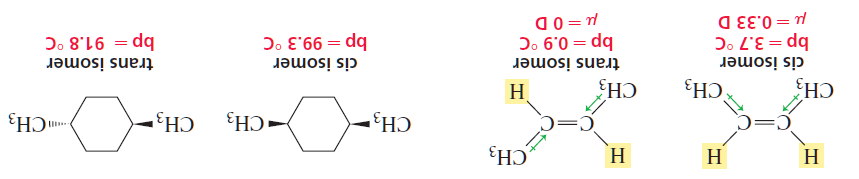 H H
C=C
CH₃ CH₃
cis isomer
bp = 3.7 °C
μ = 0.33 D
H CH₃
C=C
CH₃ H
trans isomer
bp = 0.9 °C
μ = 0 D
CH₃ CH₃
cis isomer
bp = 99.3 °C
CH₃ CH₃
trans isomer
bp = 91.8 °C